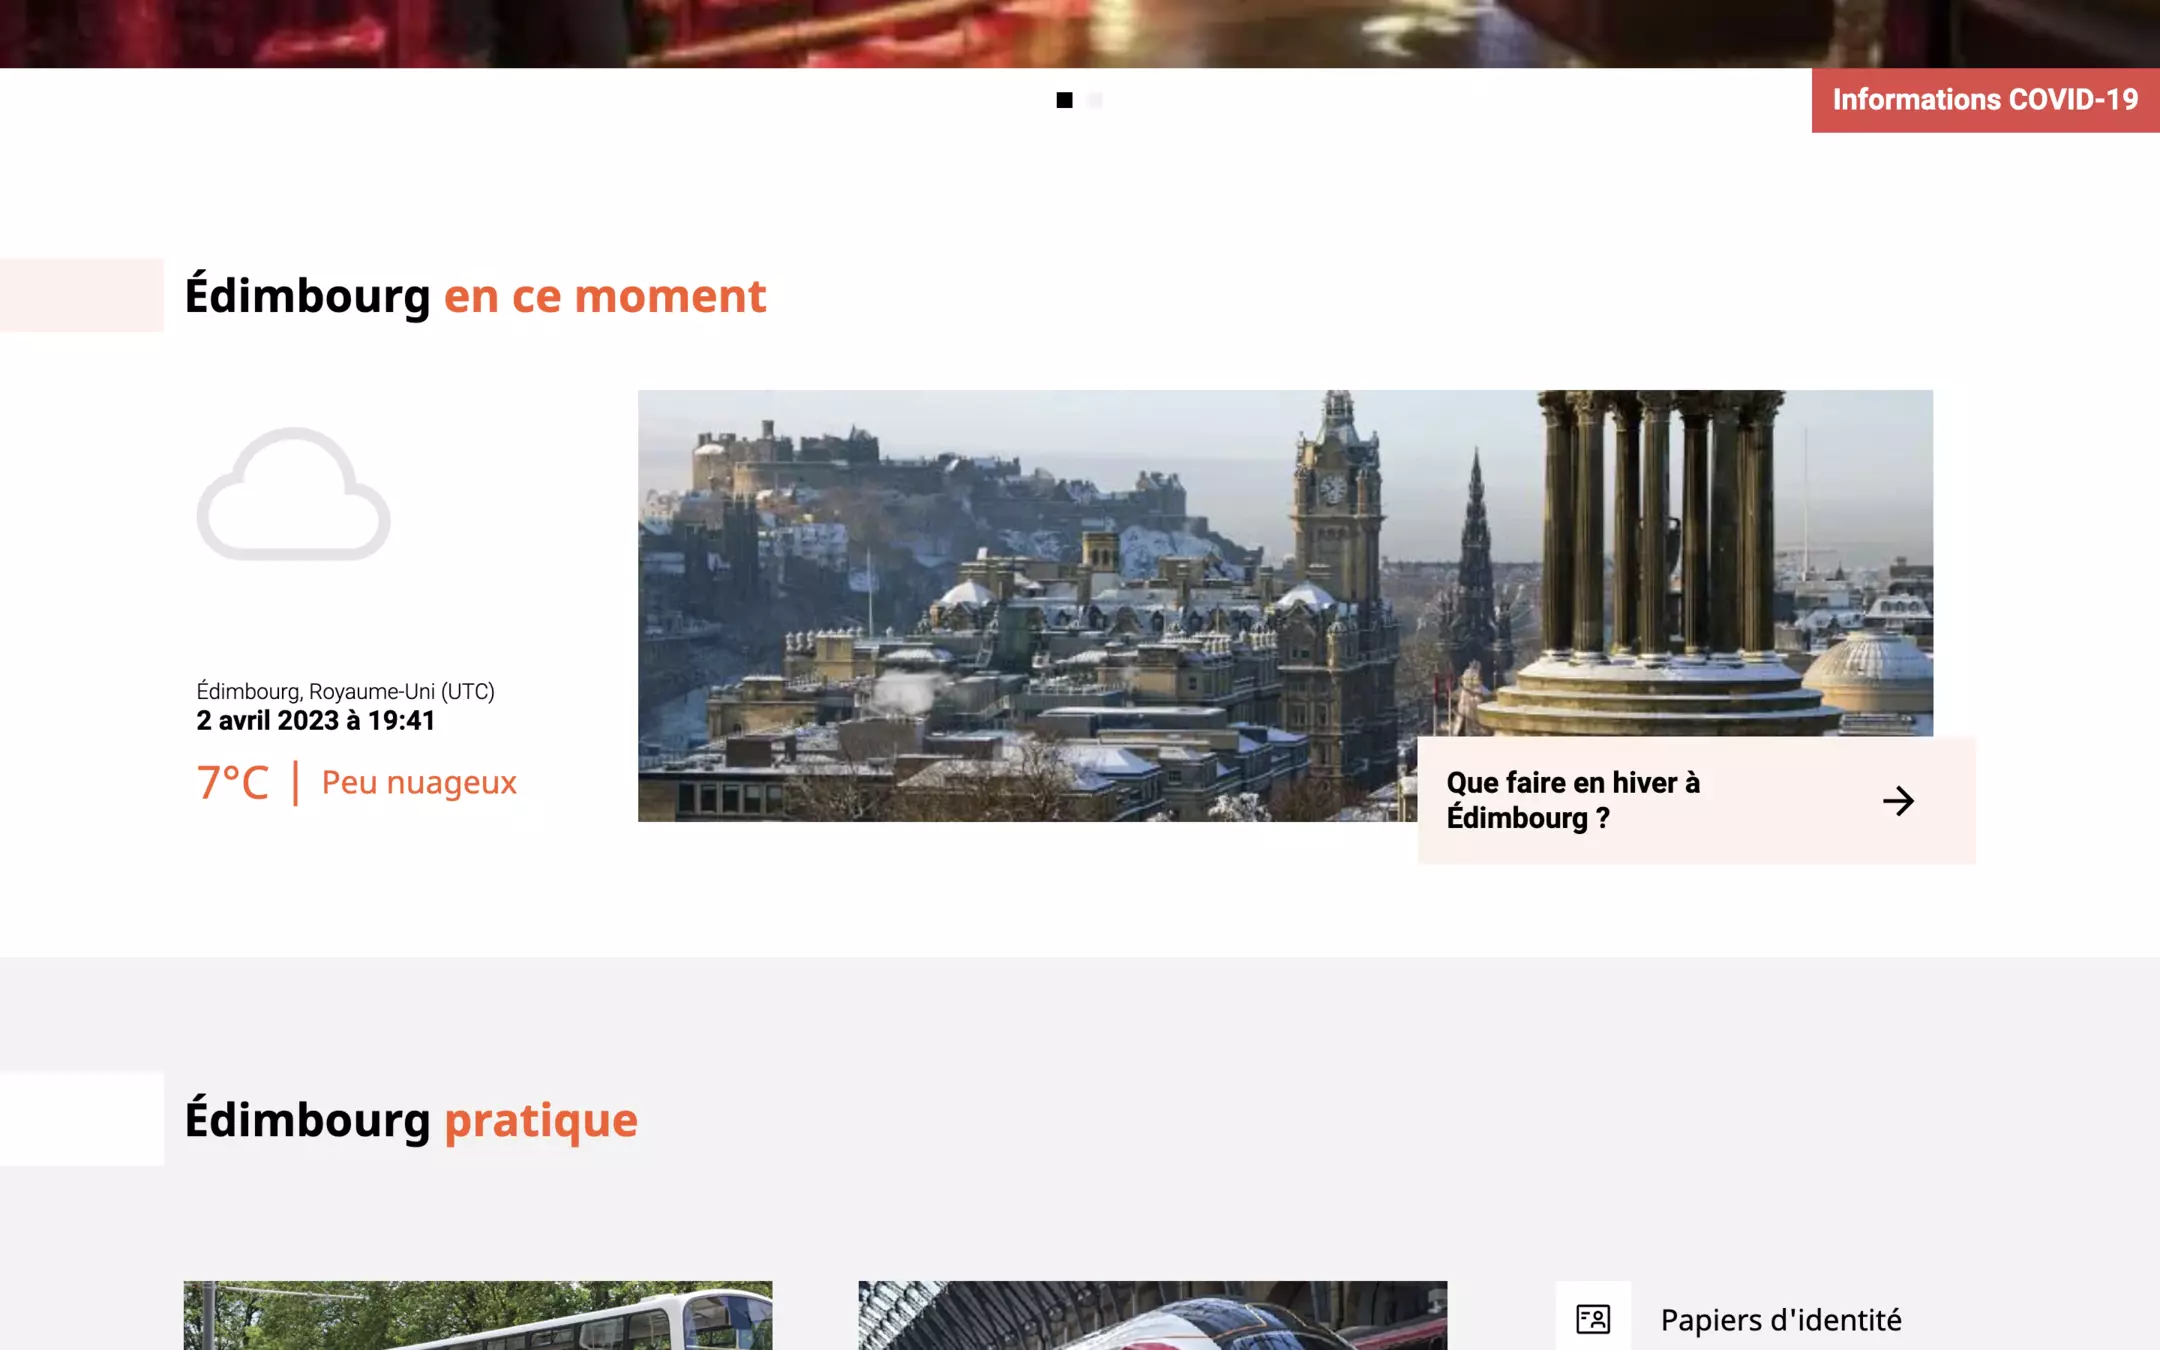 Informations COVID-19
Édimbourg en ce moment
Édimbourg, Royaume-Uni (UTC)
2 avril 2023 à 19:41
7°C | Peu nuageux
Que faire en hiver à
Édimbourg ?
Édimbourg pratique
Papiers d'identité